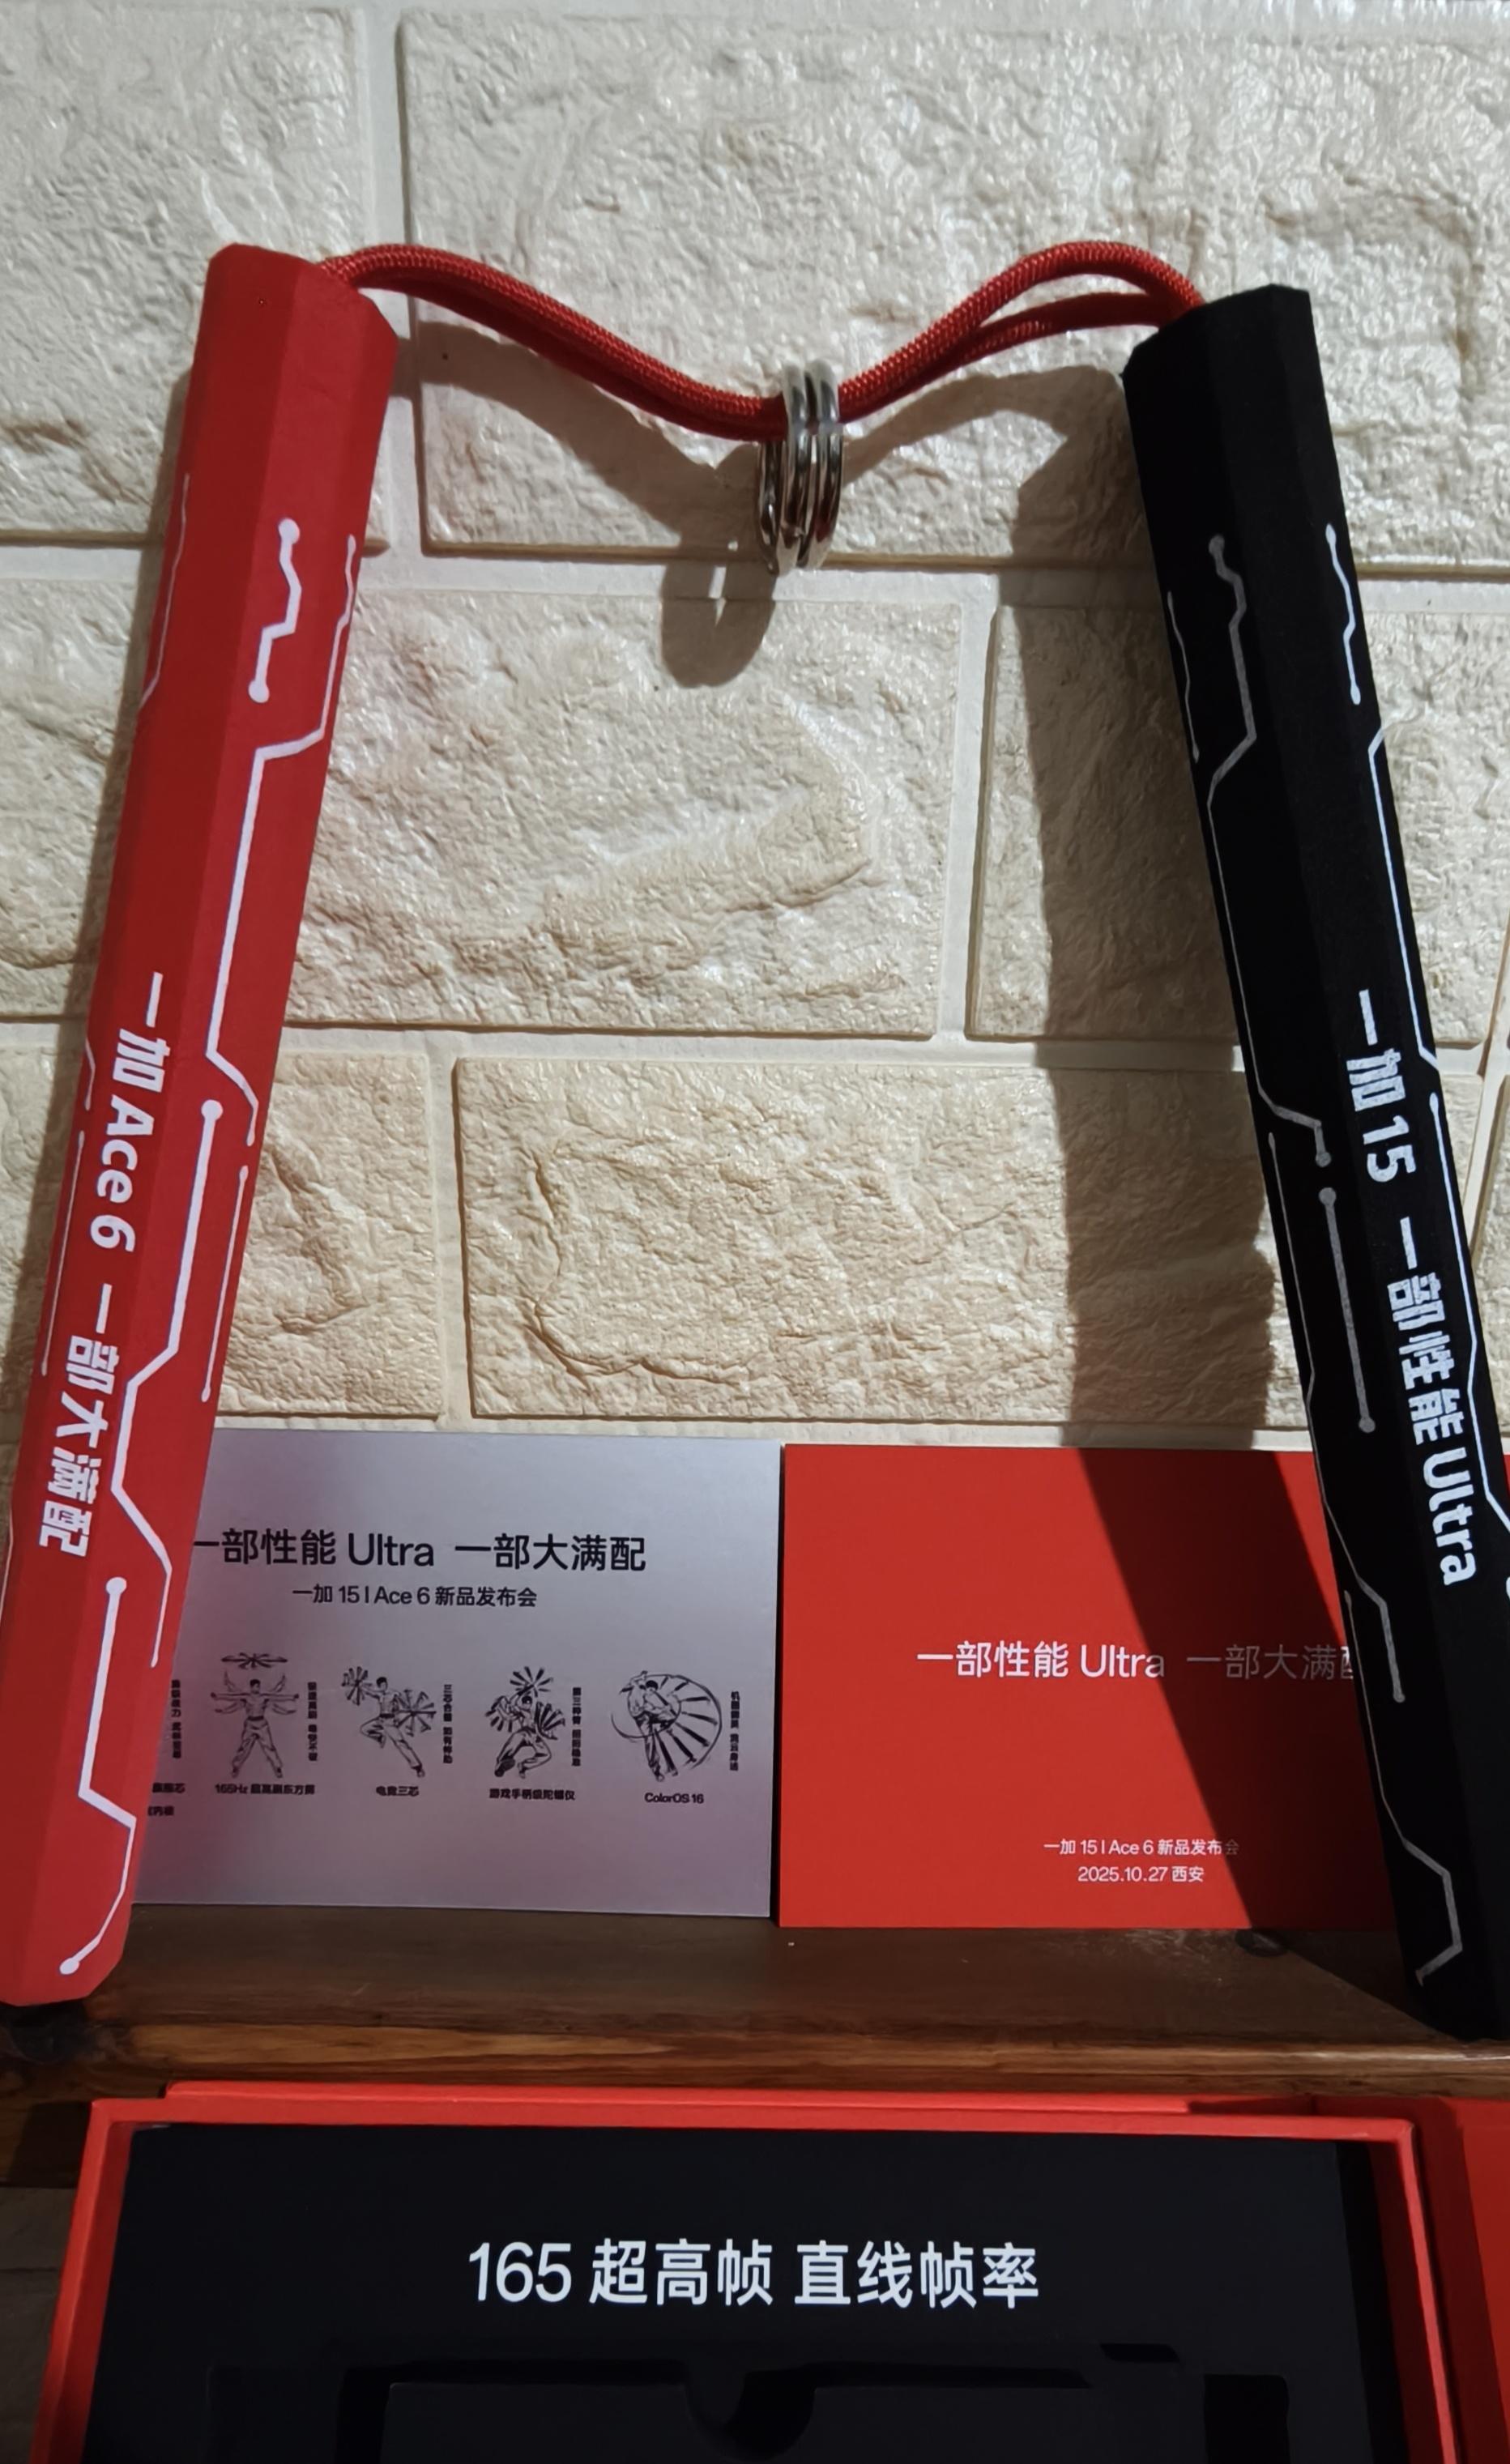 一加 Ace 6 一部大满配
一加 15 一部性能 Ultra
一部性能 Ultra 一部大满配
一加 15 | Ace 6 新品发布会
165Hz 超高刷东方屏
电竞三芯
游戏手柄级陀螺仪
ColorOS 16
一部性能 Ultra 一部大满配
一加 15 | Ace 6 新品发布会
2025.10.27 西安
165 超高帧 直线帧率